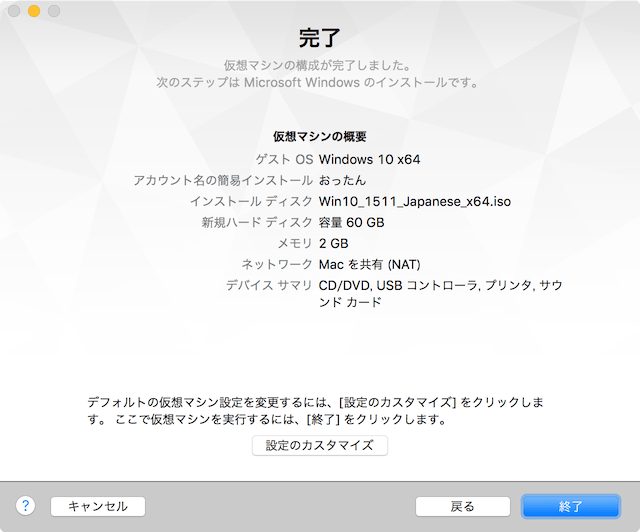 完了
仮想マシンの構成が完了しました。
次のステップは Microsoft Windows のインストールです。
仮想マシンの概要
ゲスト OS Windows 10 x64
アカウント名の簡易インストール おったん
インストール ディスク Win10_1511_Japanese_x64.iso
新規ハード ディスク 容量 60 GB
メモリ 2 GB
ネットワーク Mac を共有 (NAT)
デバイス サマリ CD/DVD, USB コントローラ, プリンタ, サウ
ンド カード
デフォルトの仮想マシン設定を変更するには、[設定のカスタマイズ] をクリックしま
す。 ここで仮想マシンを実行するには、[終了] をクリックします。
設定のカスタマイズ
? キャンセル 戻る 終了